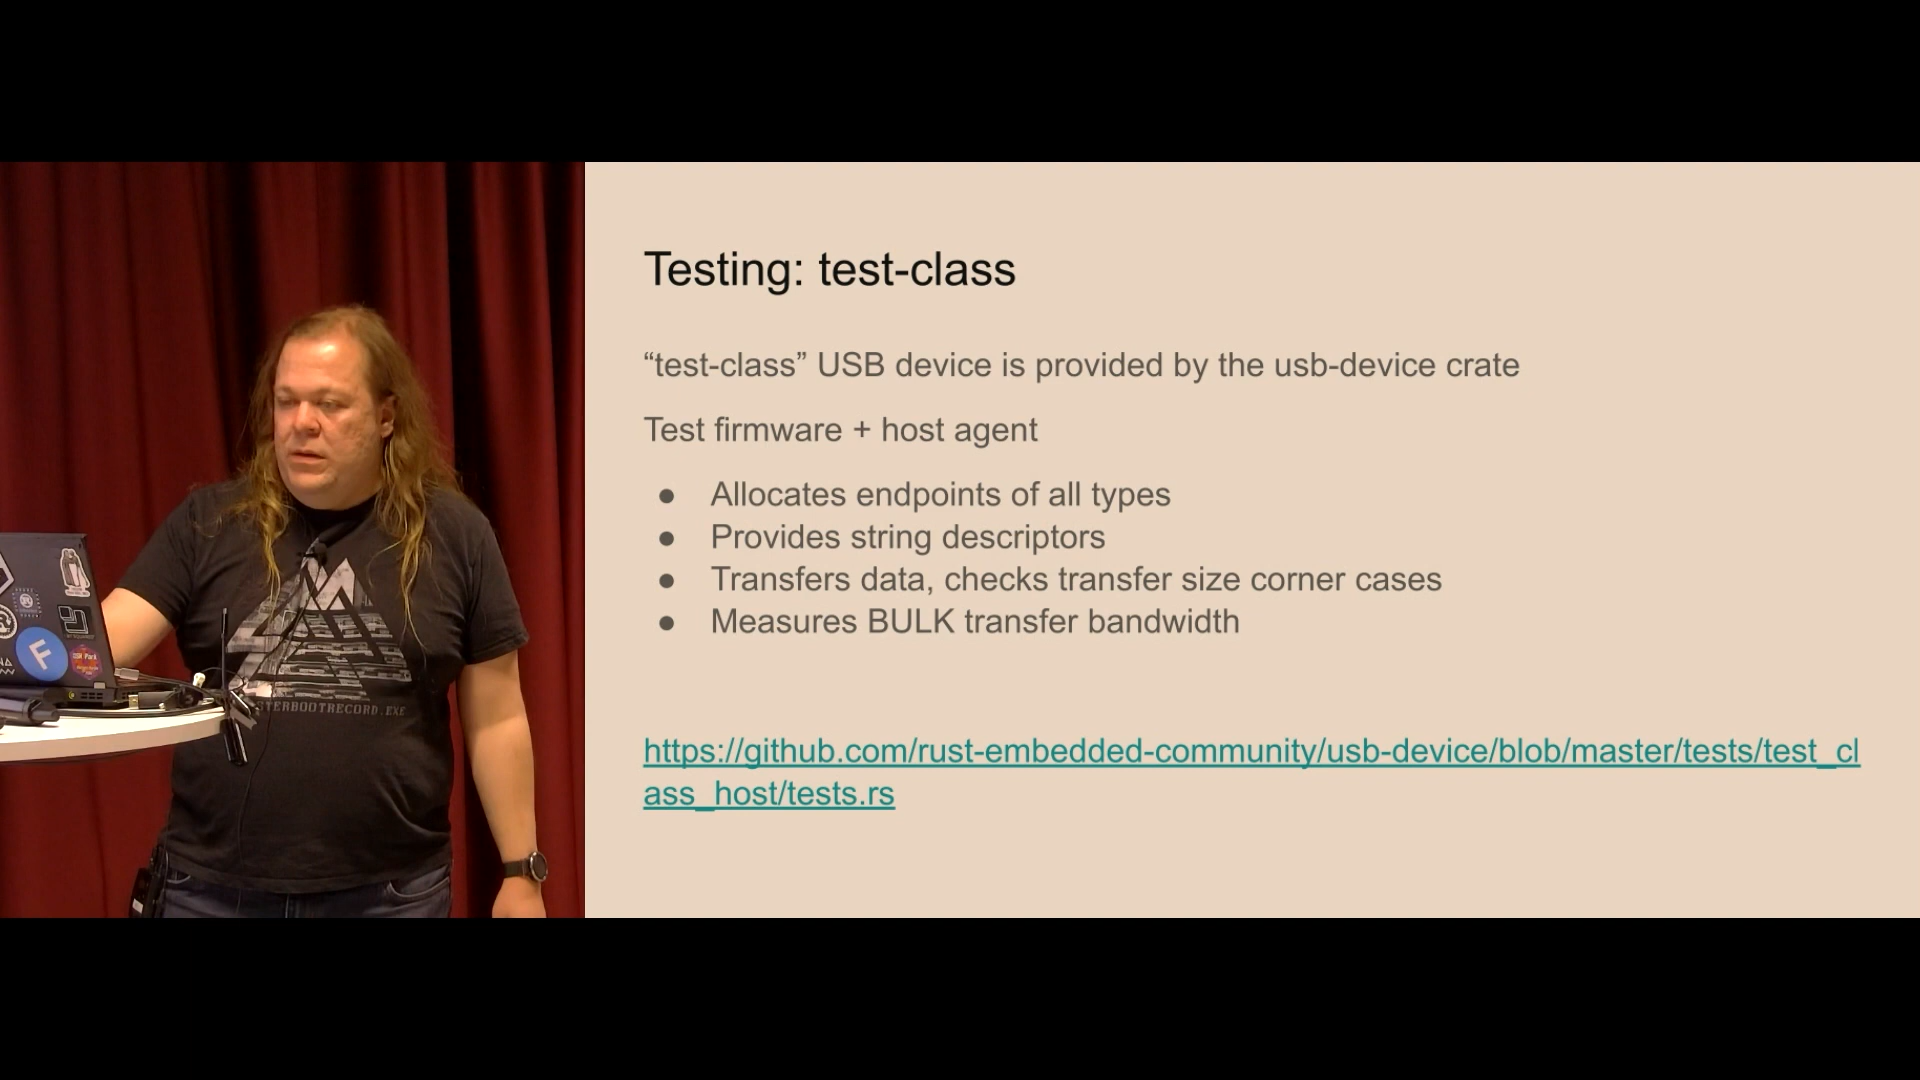 Testing: test-class
“test-class” USB device is provided by the usb-device crate
Test firmware + host agent
● Allocates endpoints of all types
● Provides string descriptors
● Transfers data, checks transfer size corner cases
● Measures BULK transfer bandwidth
https://github.com/rust-embedded-community/usb-device/blob/master/tests/test_cl
ass_host/tests.rs
F
STERBOOTRECORD.EXE